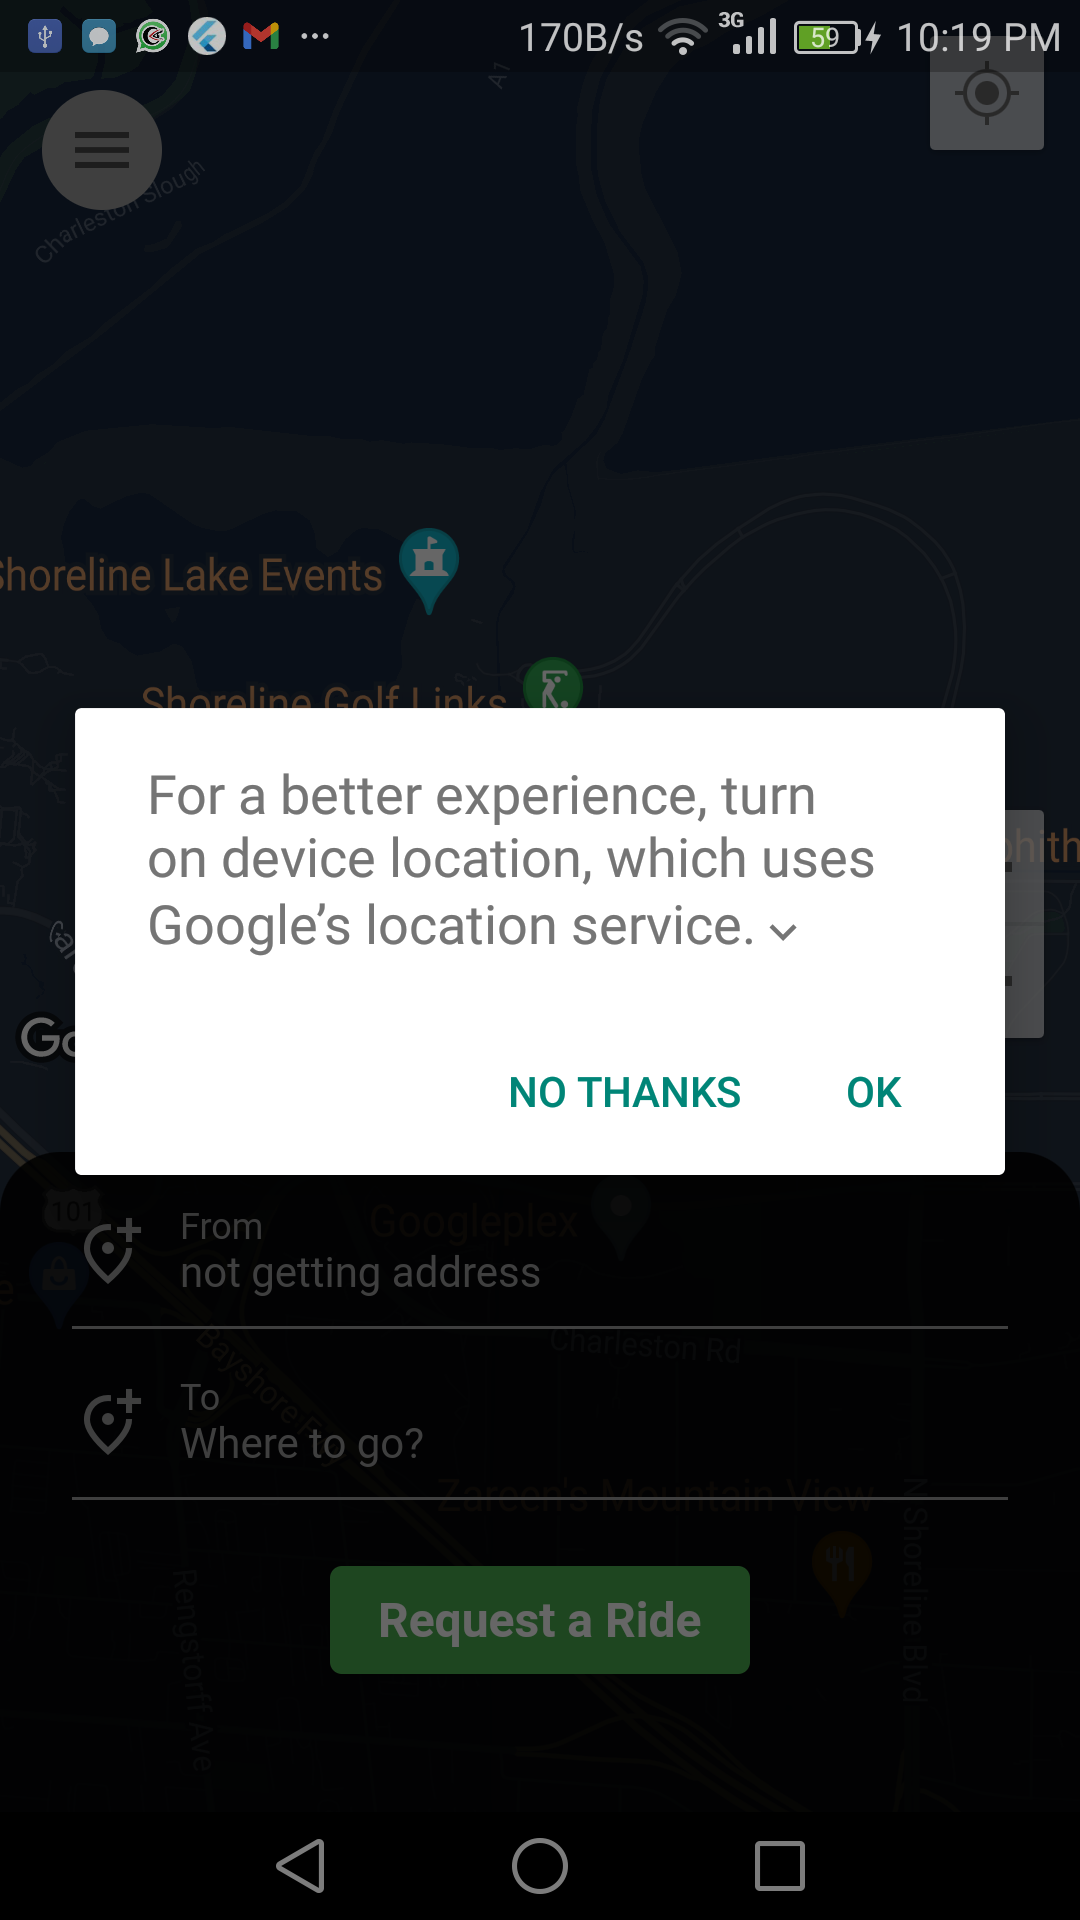 170B/s 3G 59 10:19 PM
A1
Charleston Slough
Shoreline Lake Events
Shoreline Golf Links
For a better experience, turn
on device location, which uses
Google’s location service.
NO THANKS OK
101
Googleplex
From
not getting address
Charleston Rd
Bayshore
To
Where to go?
Zareen's Mountain View
N Shoreline Blvd
Rengstorff Ave
Request a Ride